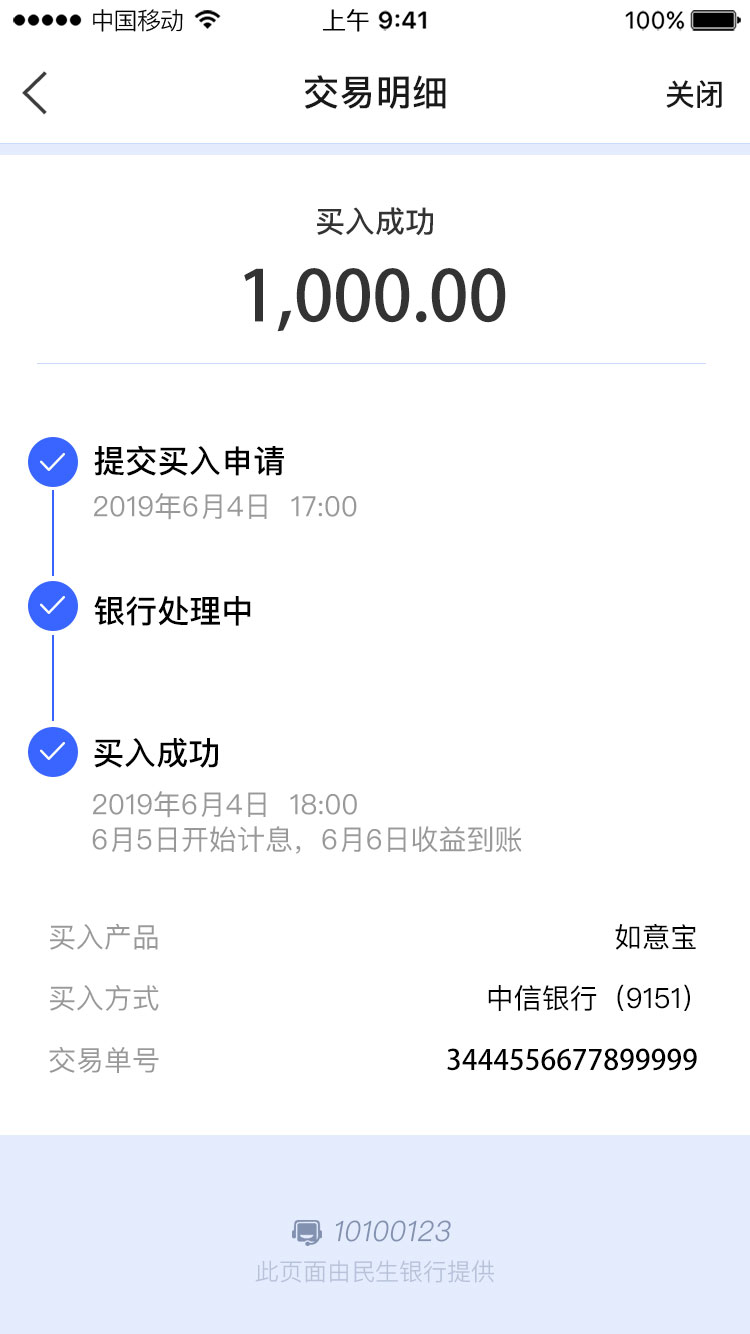 中国移动 上午 9:41 100%
交易明细 关闭
买入成功
1,000.00
提交买入申请
2019年6月4日 17:00
银行处理中
买入成功
2019年6月4日 18:00
6月5日开始计息，6月6日收益到账
买入产品 如意宝
买入方式 中信银行（9151）
交易单号 3444556677899999
10100123
此页面由民生银行提供